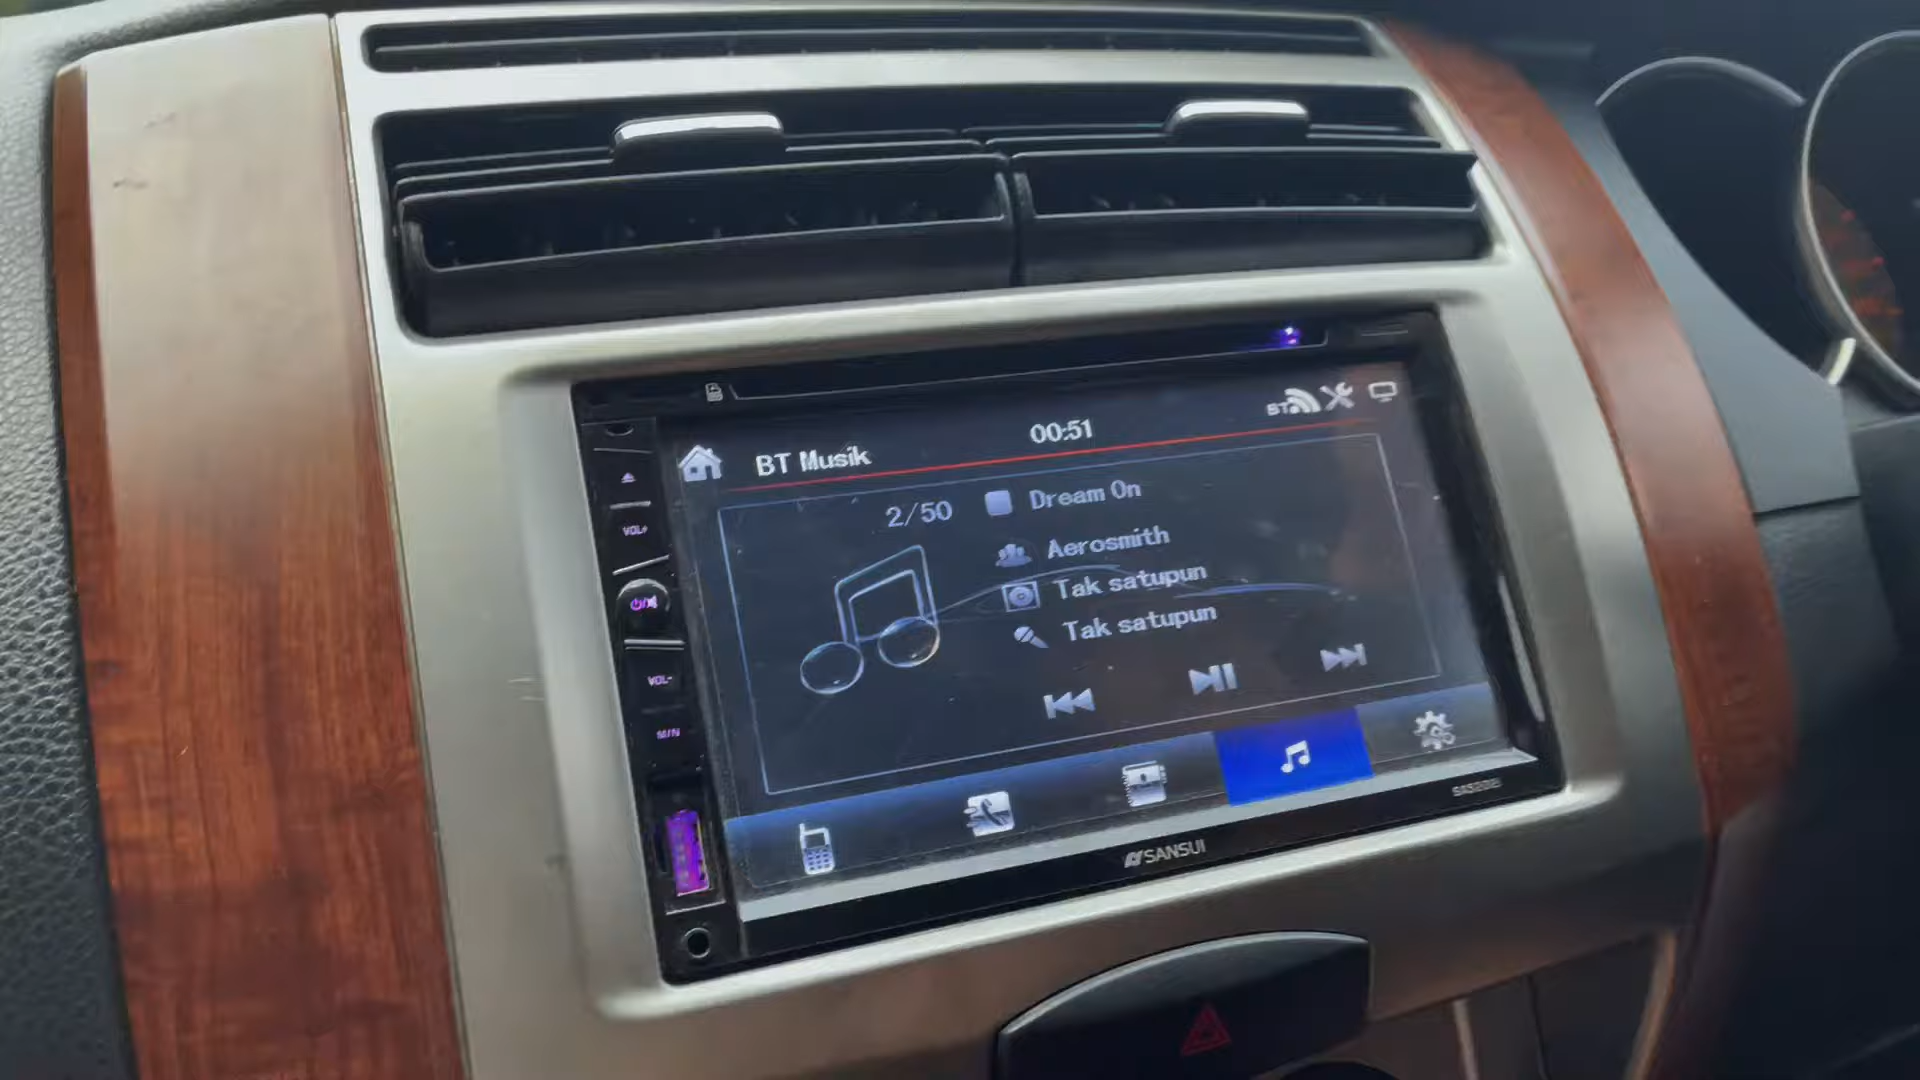 BT
00:51
BT Musik
2/50
Dream On
Aerosmith
Tak satupun
Tak satupun
VOL+
VOL-
SANSUI